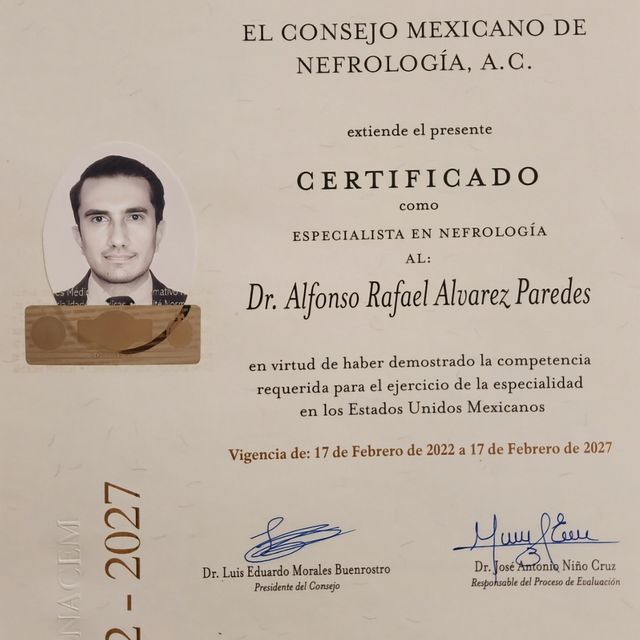 EL CONSEJO MEXICANO DE
NEFROLOGÍA, A.C.
extiende el presente
CERTIFICADO
como
ESPECIALISTA EN NEFROLOGÍA
AL:
Dr. Alfonso Rafael Alvarez Paredes
en virtud de haber demostrado la competencia
requerida para el ejercicio de la especialidad
en los Estados Unidos Mexicanos
Vigencia de: 17 de Febrero de 2022 a 17 de Febrero de 2027
Dr. Luis Eduardo Morales Buenrostro
Presidente del Consejo
Dr. José Antonio Niño Cruz
Responsable del Proceso de Evaluación
NACEM
2 - 2027